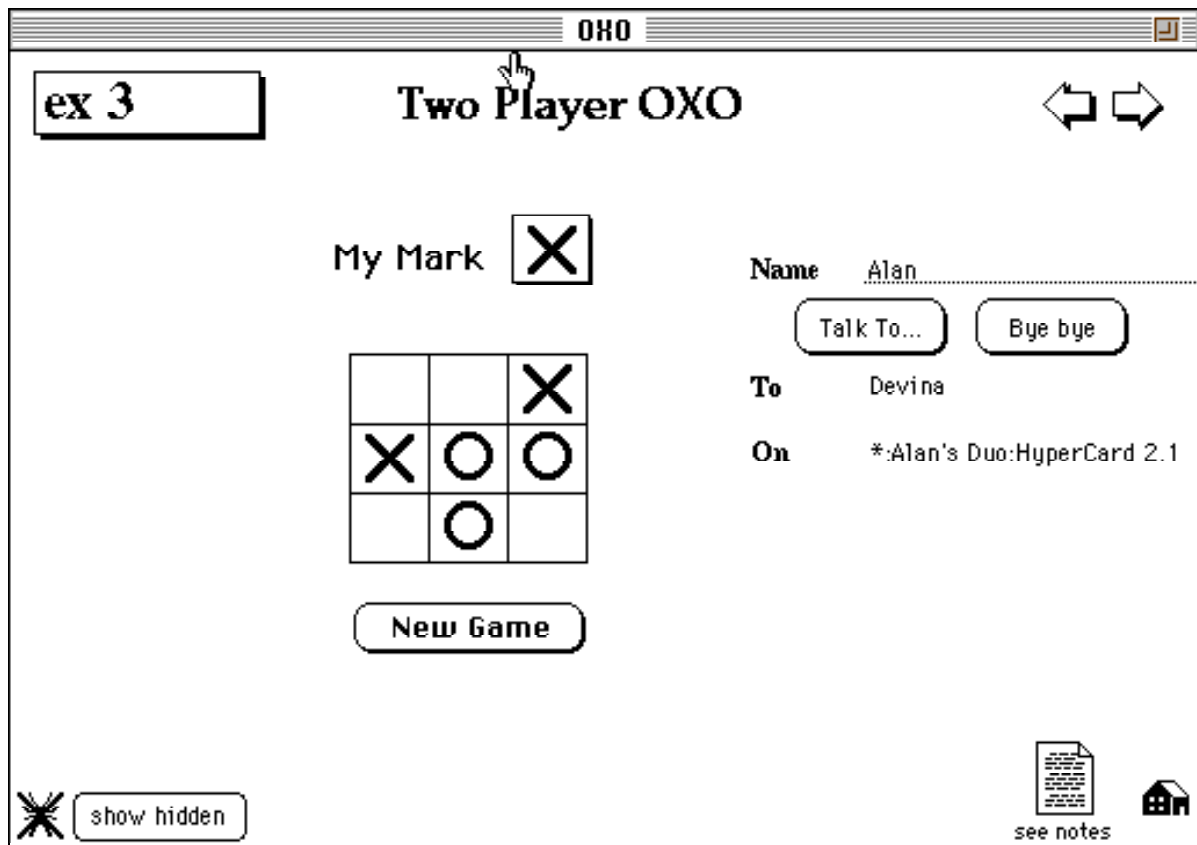 OXO
ex 3
Two Player OXO
My Mark X
Name Alan
Talk To... Bye bye
To Devina
On *:Alan's Duo:HyperCard 2.1
X
X O O
O
New Game
show hidden
see notes